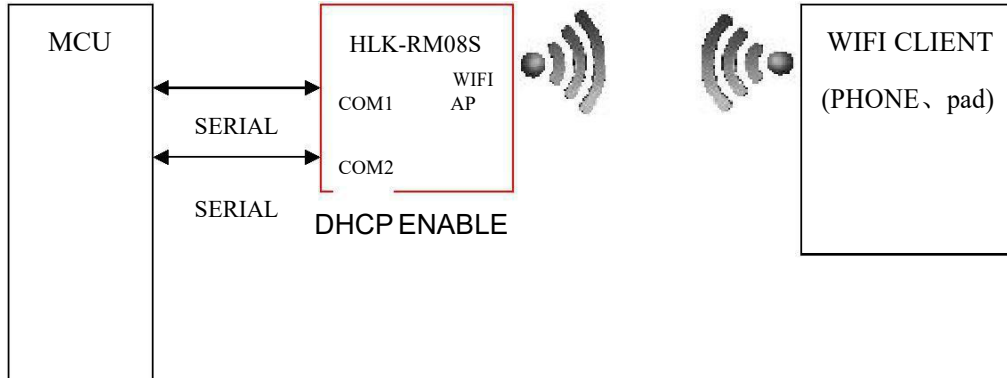 MCU
HLK-RM08S
WIFI
COM1 AP
SERIAL
COM2
SERIAL
DHCP ENABLE
WIFI CLIENT
(PHONE、pad)